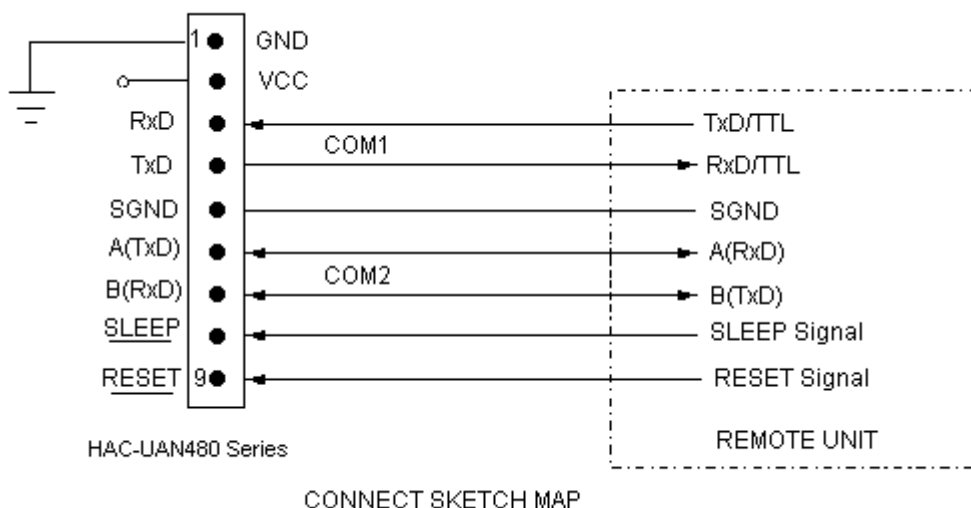 1 GND
VCC
RxD TxD/TTL
COM1
TxD RxD/TTL
SGND SGND
A(TxD) A(RxD)
COM2
B(RxD) B(TxD)
SLEEP SLEEP Signal
RESET 9 RESET Signal
HAC-UAN480 Series REMOTE UNIT
CONNECT SKETCH MAP